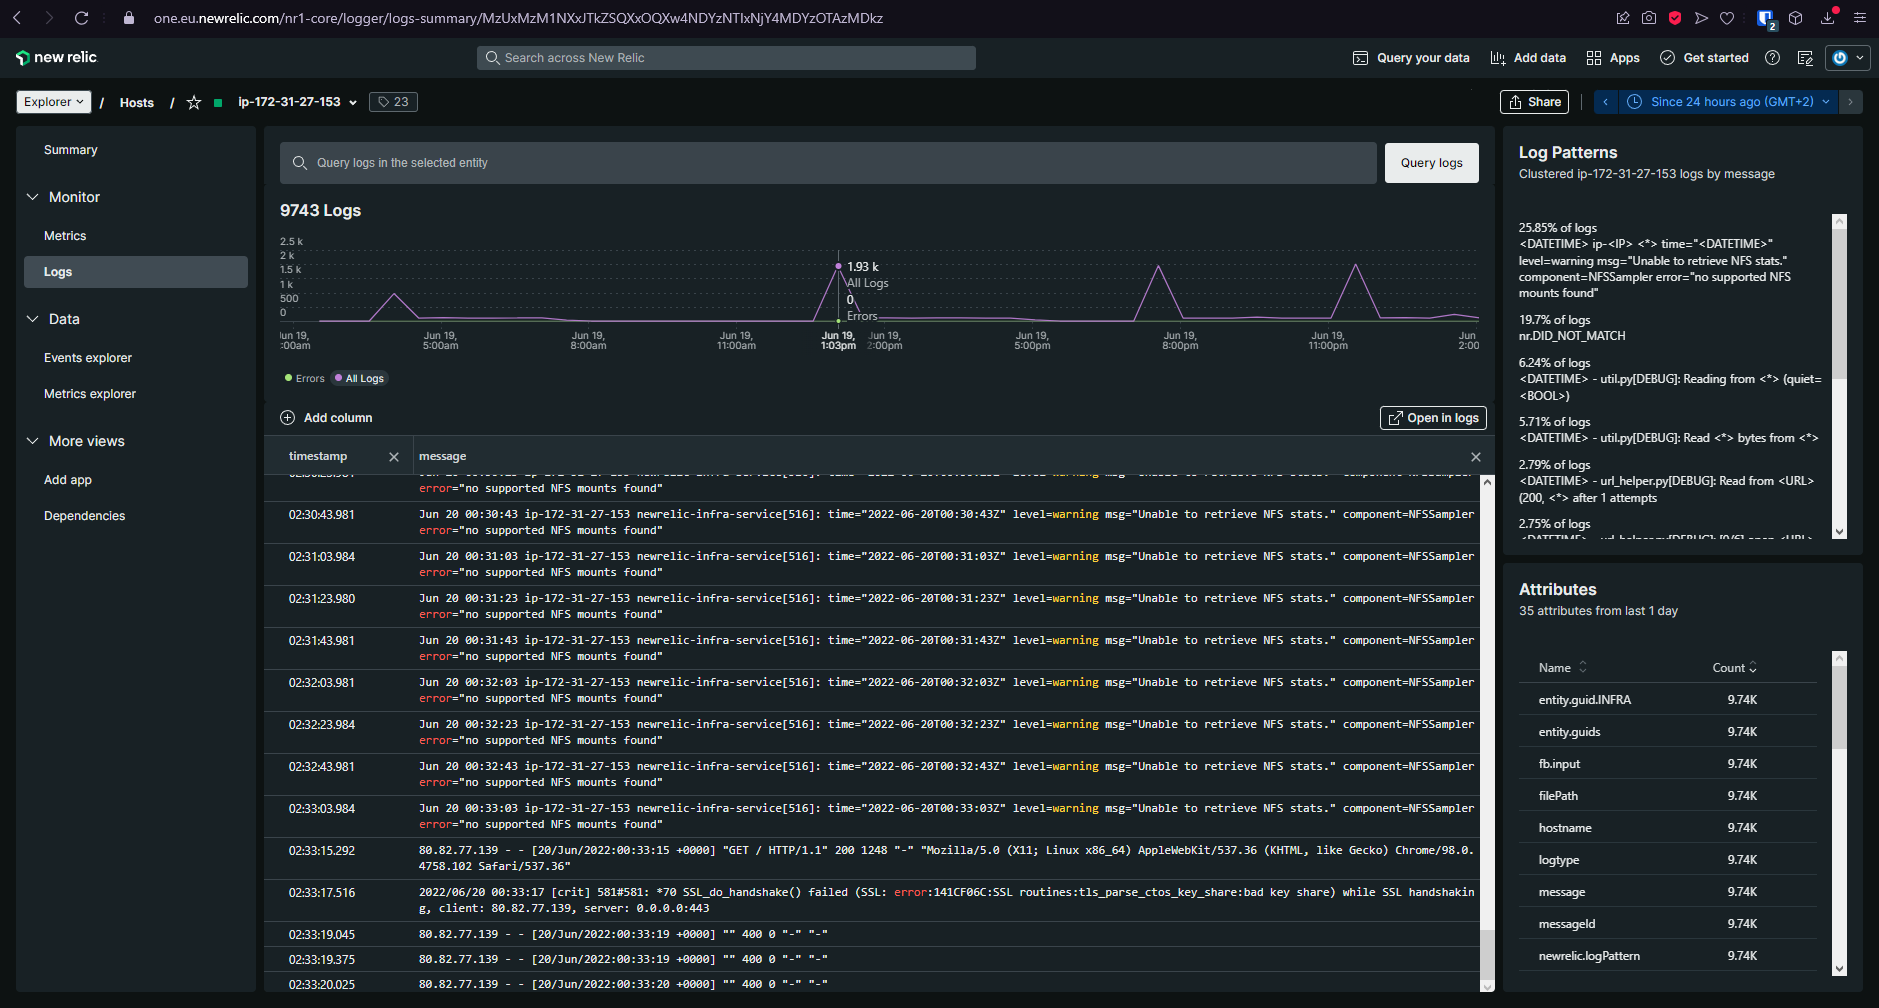 one.eu.newrelic.com/nr1-core/logger/logs-summary/MzUxMzM1NXxJTkZSQXxOQXw4NDYzNTIxNjY4MDYzOTAzMDkz
2
new relic
Search across New Relic
Query your data
Add data
Apps
Get started
Explorer
/ Hosts / ip-172-31-27-153
23
Share
Since 24 hours ago (GMT+2)
Summary
Monitor
Metrics
Logs
Data
Events explorer
Metrics explorer
More views
Add app
Dependencies
Query logs in the selected entity
Query logs
9743 Logs
2.5 k
2 k
1.5 k
1 k
500
0
1.93 k
All Logs
0
Errors
Jun 19,
:00am
Jun 19,
5:00am
Jun 19,
8:00am
Jun 19,
11:00am
Jun 19,
1:03pm
Jun 19,
2:00pm
Jun 19,
5:00pm
Jun 19,
8:00pm
Jun 19,
11:00pm
Jun
2:00
Errors
All Logs
Add column
Open in logs
timestamp
message
error="no supported NFS mounts found"
02:30:43.981 Jun 20 00:30:43 ip-172-31-27-153 newrelic-infra-service[516]: time="2022-06-20T00:30:43Z" level=warning msg="Unable to retrieve NFS stats." component=NFSSampler
error="no supported NFS mounts found"
02:31:03.984 Jun 20 00:31:03 ip-172-31-27-153 newrelic-infra-service[516]: time="2022-06-20T00:31:03Z" level=warning msg="Unable to retrieve NFS stats." component=NFSSampler
error="no supported NFS mounts found"
02:31:23.980 Jun 20 00:31:23 ip-172-31-27-153 newrelic-infra-service[516]: time="2022-06-20T00:31:23Z" level=warning msg="Unable to retrieve NFS stats." component=NFSSampler
error="no supported NFS mounts found"
02:31:43.981 Jun 20 00:31:43 ip-172-31-27-153 newrelic-infra-service[516]: time="2022-06-20T00:31:43Z" level=warning msg="Unable to retrieve NFS stats." component=NFSSampler
error="no supported NFS mounts found"
02:32:03.981 Jun 20 00:32:03 ip-172-31-27-153 newrelic-infra-service[516]: time="2022-06-20T00:32:03Z" level=warning msg="Unable to retrieve NFS stats." component=NFSSampler
error="no supported NFS mounts found"
02:32:23.984 Jun 20 00:32:23 ip-172-31-27-153 newrelic-infra-service[516]: time="2022-06-20T00:32:23Z" level=warning msg="Unable to retrieve NFS stats." component=NFSSampler
error="no supported NFS mounts found"
02:32:43.981 Jun 20 00:32:43 ip-172-31-27-153 newrelic-infra-service[516]: time="2022-06-20T00:32:43Z" level=warning msg="Unable to retrieve NFS stats." component=NFSSampler
error="no supported NFS mounts found"
02:33:03.984 Jun 20 00:33:03 ip-172-31-27-153 newrelic-infra-service[516]: time="2022-06-20T00:33:03Z" level=warning msg="Unable to retrieve NFS stats." component=NFSSampler
error="no supported NFS mounts found"
02:33:15.292 80.82.77.139 - - [20/Jun/2022:00:33:15 +0000] "GET / HTTP/1.1" 200 1248 "-" "Mozilla/5.0 (X11; Linux x86_64) AppleWebKit/537.36 (KHTML, like Gecko) Chrome/98.0.
4758.102 Safari/537.36"
02:33:17.516 2022/06/20 00:33:17 [crit] 581#581: *70 SSL_do_handshake() failed (SSL: error:141CF06C:SSL routines:tls_parse_ctos_key_share:bad key share) while SSL handshakin
g, client: 80.82.77.139, server: 0.0.0.0:443
02:33:19.045 80.82.77.139 - - [20/Jun/2022:00:33:19 +0000] "" 400 0 "-" "-"
02:33:19.375 80.82.77.139 - - [20/Jun/2022:00:33:19 +0000] "" 400 0 "-" "-"
02:33:20.025 80.82.77.139 - - [20/Jun/2022:00:33:20 +0000] "" 400 0 "-" "-"
Log Patterns
Clustered ip-172-31-27-153 logs by message
25.85% of logs
<DATETIME> ip-<IP> <*> time="<DATETIME>"
level=warning msg="Unable to retrieve NFS stats."
component=NFSSampler error="no supported NFS
mounts found"
19.7% of logs
nr.DID_NOT_MATCH
6.24% of logs
<DATETIME> - util.py[DEBUG]: Reading from <*> (quiet=
<BOOL>)
5.71% of logs
<DATETIME> - util.py[DEBUG]: Read <*> bytes from <*>
2.79% of logs
<DATETIME> - url_helper.py[DEBUG]: Read from <URL>
(200, <*> after 1 attempts
2.75% of logs
Attributes
35 attributes from last 1 day
Name Count
entity.guid.INFRA 9.74K
entity.guids 9.74K
fb.input 9.74K
filePath 9.74K
hostname 9.74K
logtype 9.74K
message 9.74K
messageId 9.74K
newrelic.logPattern 9.74K